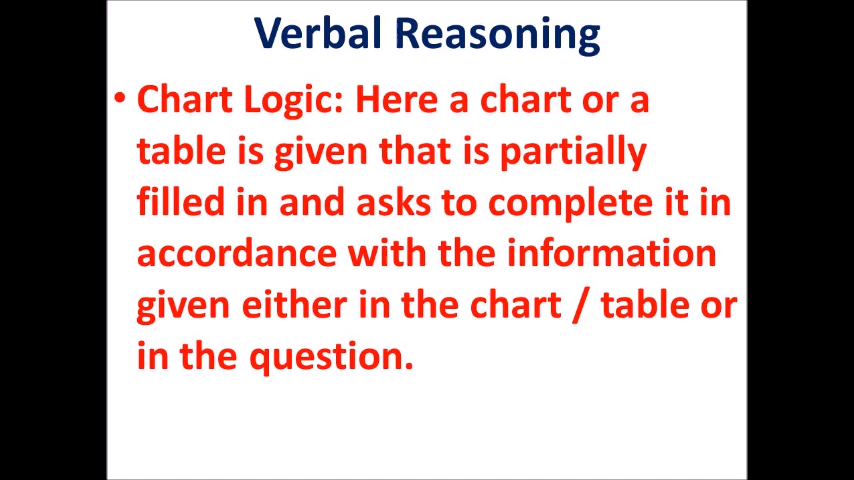 Verbal Reasoning
• Chart Logic: Here a chart or a
table is given that is partially
filled in and asks to complete it in
accordance with the information
given either in the chart / table or
in the question.